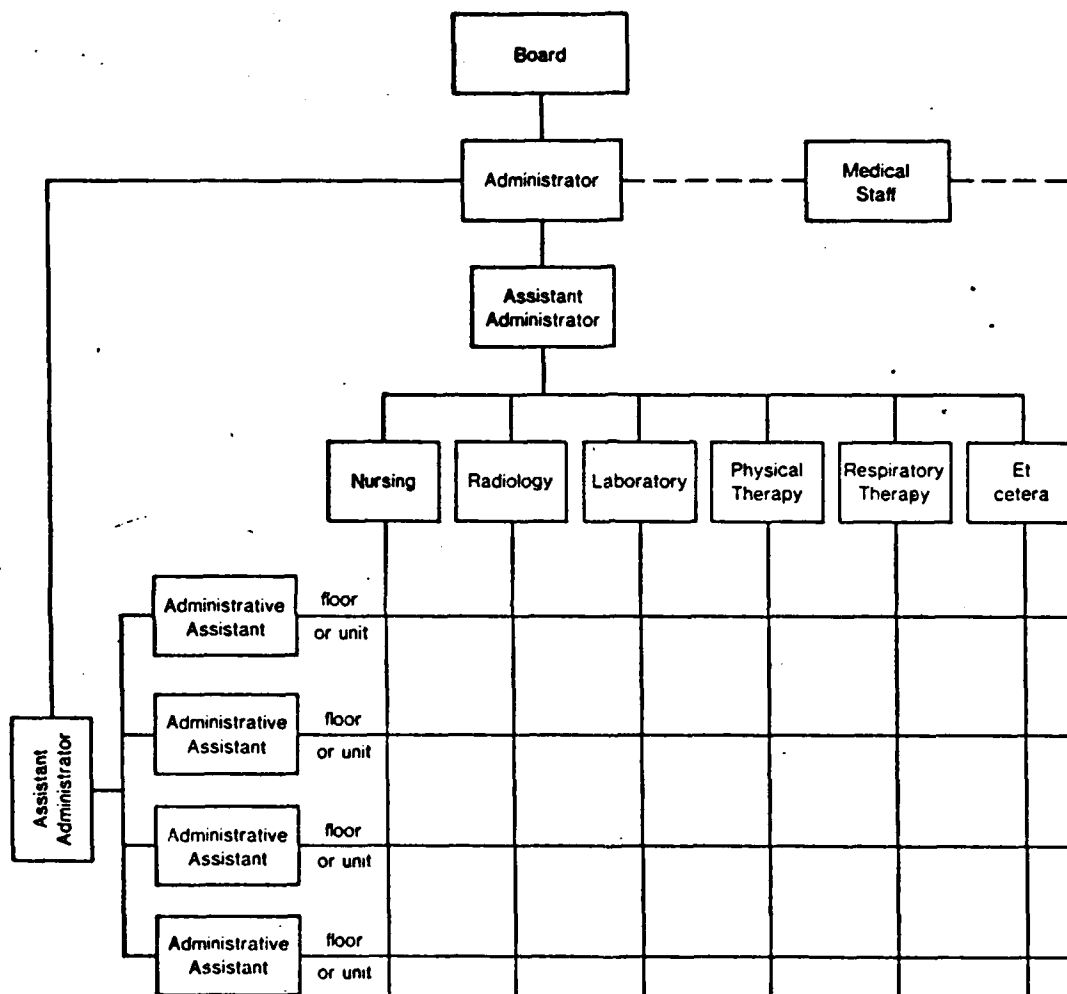 Board
Administrator
Medical
Staff
Assistant
Administrator
Nursing
Radiology
Laboratory
Physical
Therapy
Respiratory
Therapy
Et
cetera
Administrative
Assistant
floor
or unit
Administrative
Assistant
floor
or unit
Assistant
Administrator
Administrative
Assistant
floor
or unit
Administrative
Assistant
floor
or unit